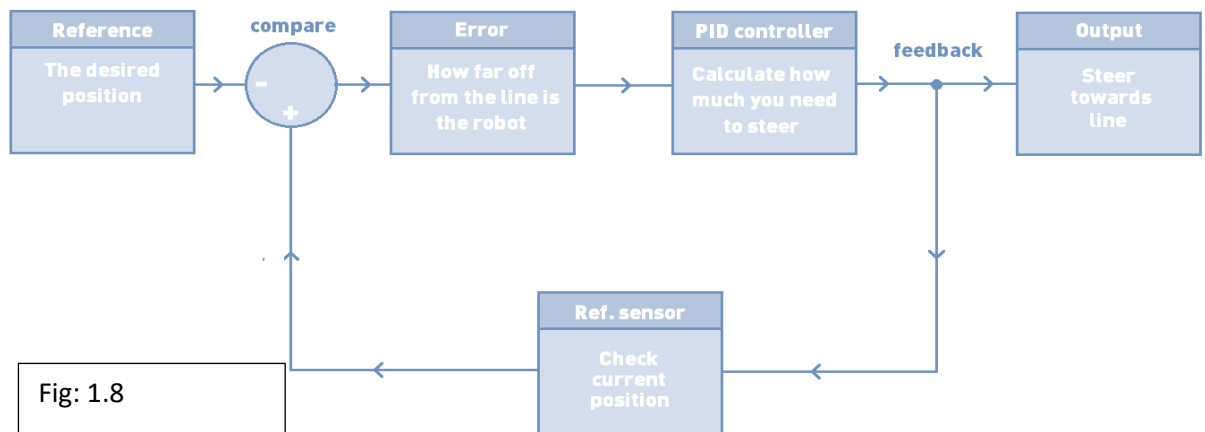 Reference
The desired
position
compare
-
+
Error
How far off
from the line is
the robot
PID controller
Calculate how
much you need
to steer
feedback
Output
Steer
towards
line
Ref. sensor
Check
current
position
Fig: 1.8